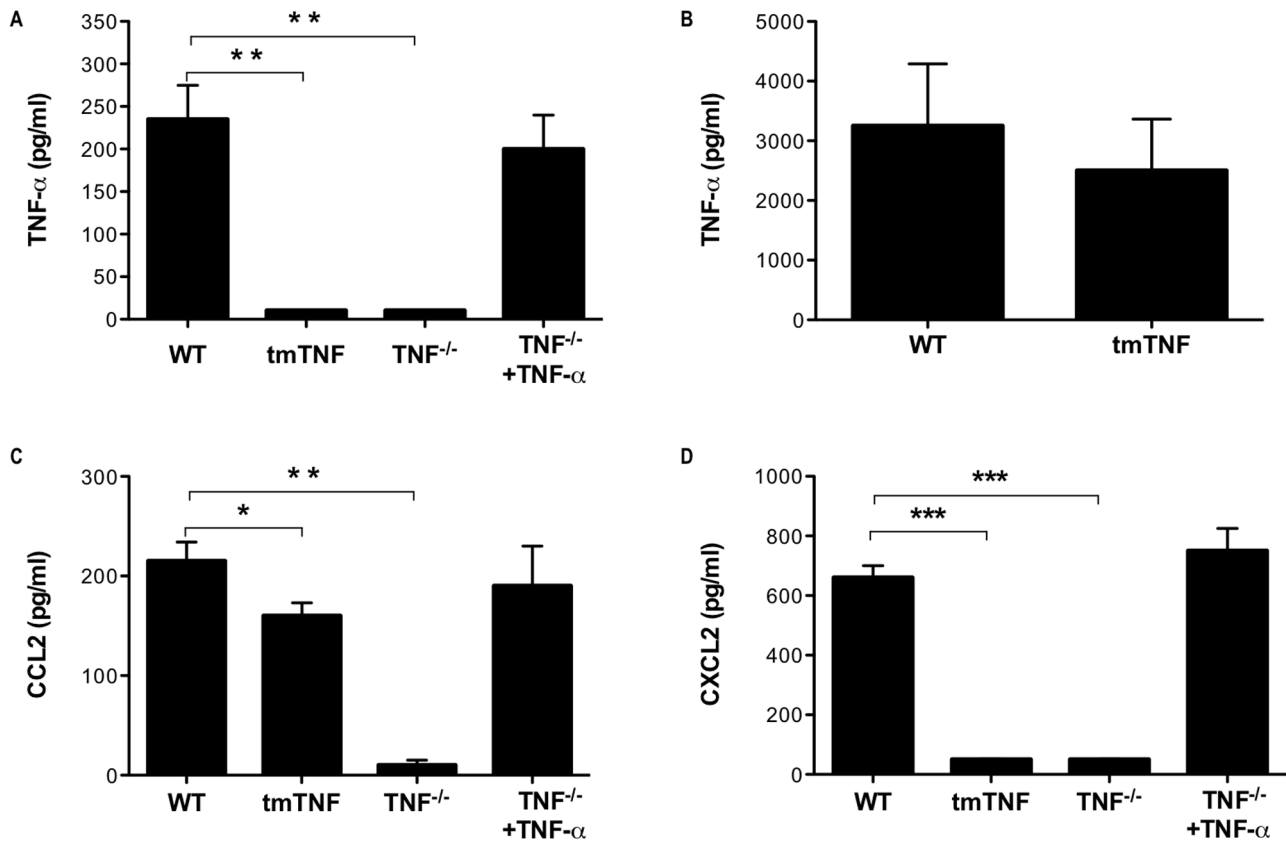 A
TNF-α (pg/ml)
350
300
250
200
150
100
50
0
* *
* *
WT
tmTNF
TNF-/-
TNF-/-
+TNF-α
B
TNF-α (pg/ml)
5000
4000
3000
2000
1000
0
WT
tmTNF
C
CCL2 (pg/ml)
300
200
100
0
* *
*
WT
tmTNF
TNF-/-
TNF-/-
+TNF-α
D
CXCL2 (pg/ml)
1000
800
600
400
200
0
***
***
WT
tmTNF
TNF-/-
TNF-/-
+TNF-α